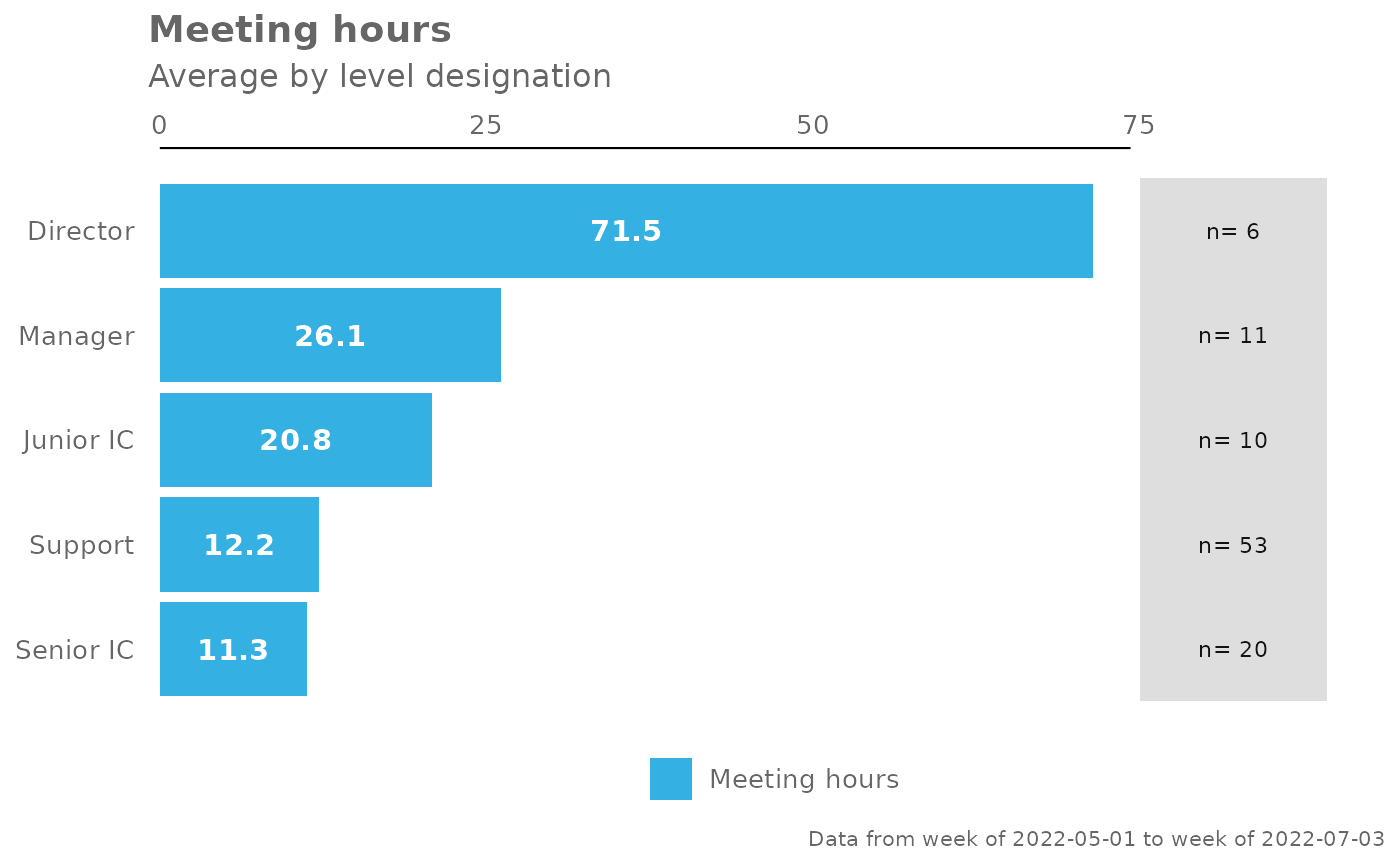 Meeting hours
Average by level designation
0 25 50 75
Director 71.5 n= 6
Manager 26.1 n= 11
Junior IC 20.8 n= 10
Support 12.2 n= 53
Senior IC 11.3 n= 20
Meeting hours
Data from week of 2022-05-01 to week of 2022-07-03